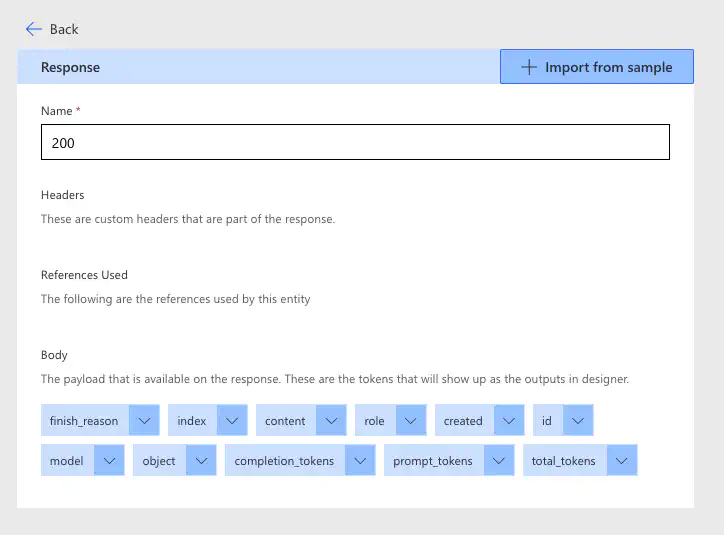 Back
Response
Import from sample
Name *
200
Headers
These are custom headers that are part of the response.
References Used
The following are the references used by this entity
Body
The payload that is available on the response. These are the tokens that will show up as the outputs in designer.
finish_reason index content role created id
model object completion_tokens prompt_tokens total_tokens